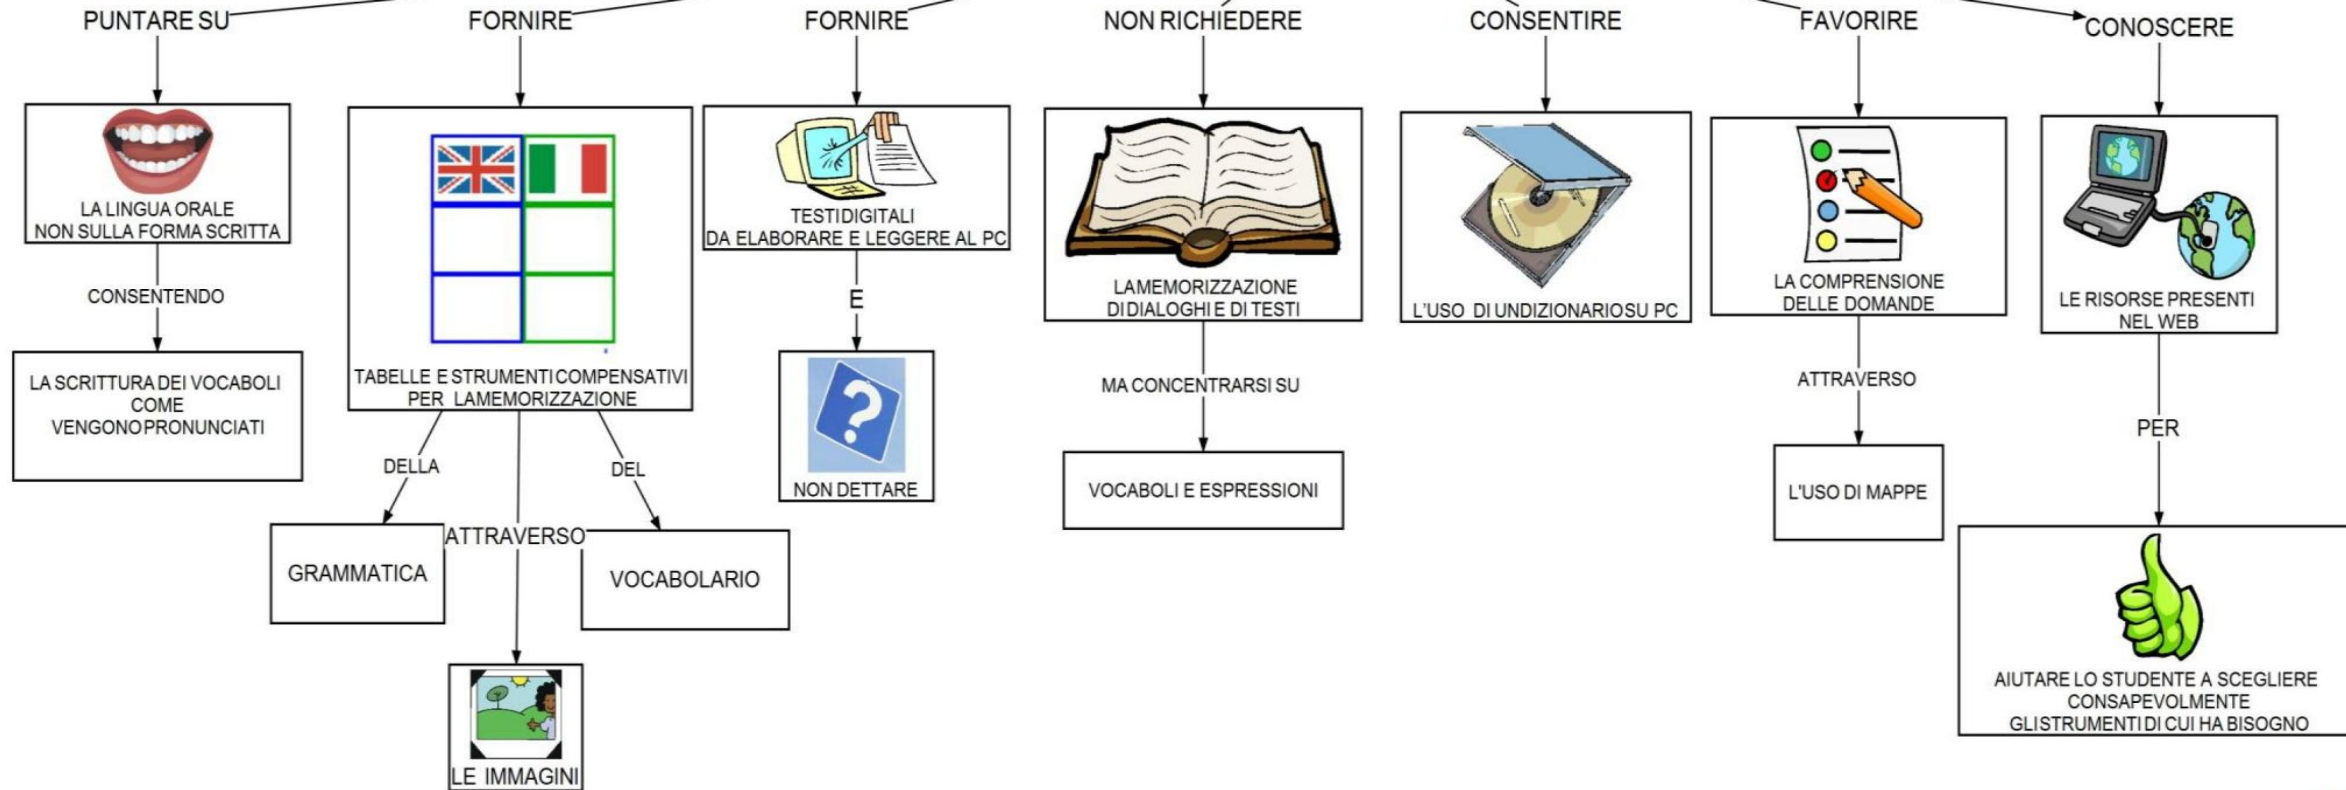 PUNTARE SU
LA LINGUA ORALE
NON SULLA FORMA SCRITTA
CONSENTENDO
LA SCRITTURA DEI VOCABOLI
COME
VENGONO PRONUNCIATI
FORNIRE
TABELLE E STRUMENTI COMPENSATIVI
PER LA MEMORIZZAZIONE
DELLA
GRAMMATICA
ATTRAVERSO
LE IMMAGINI
DEL
VOCABOLARIO
FORNIRE
TESTI DIGITALI
DA ELABORARE E LEGGERE AL PC
E
?
NON DETTARE
NON RICHIEDERE
LA MEMORIZZAZIONE
DI DIALOGHI E DI TESTI
MA CONCENTRARSI SU
VOCABOLI E ESPRESSIONI
CONSENTIRE
L'USO DI UN DIZIONARIO SU PC
FAVORIRE
LA COMPRENSIONE
DELLE DOMANDE
ATTRAVERSO
L'USO DI MAPPE
CONOSCERE
LE RISORSE PRESENTI
NEL WEB
PER
AIUTARE LO STUDENTE A SCEGLIERE
CONSAPEVOLMENTE
GLI STRUMENTI DI CUI HA BISOGNO